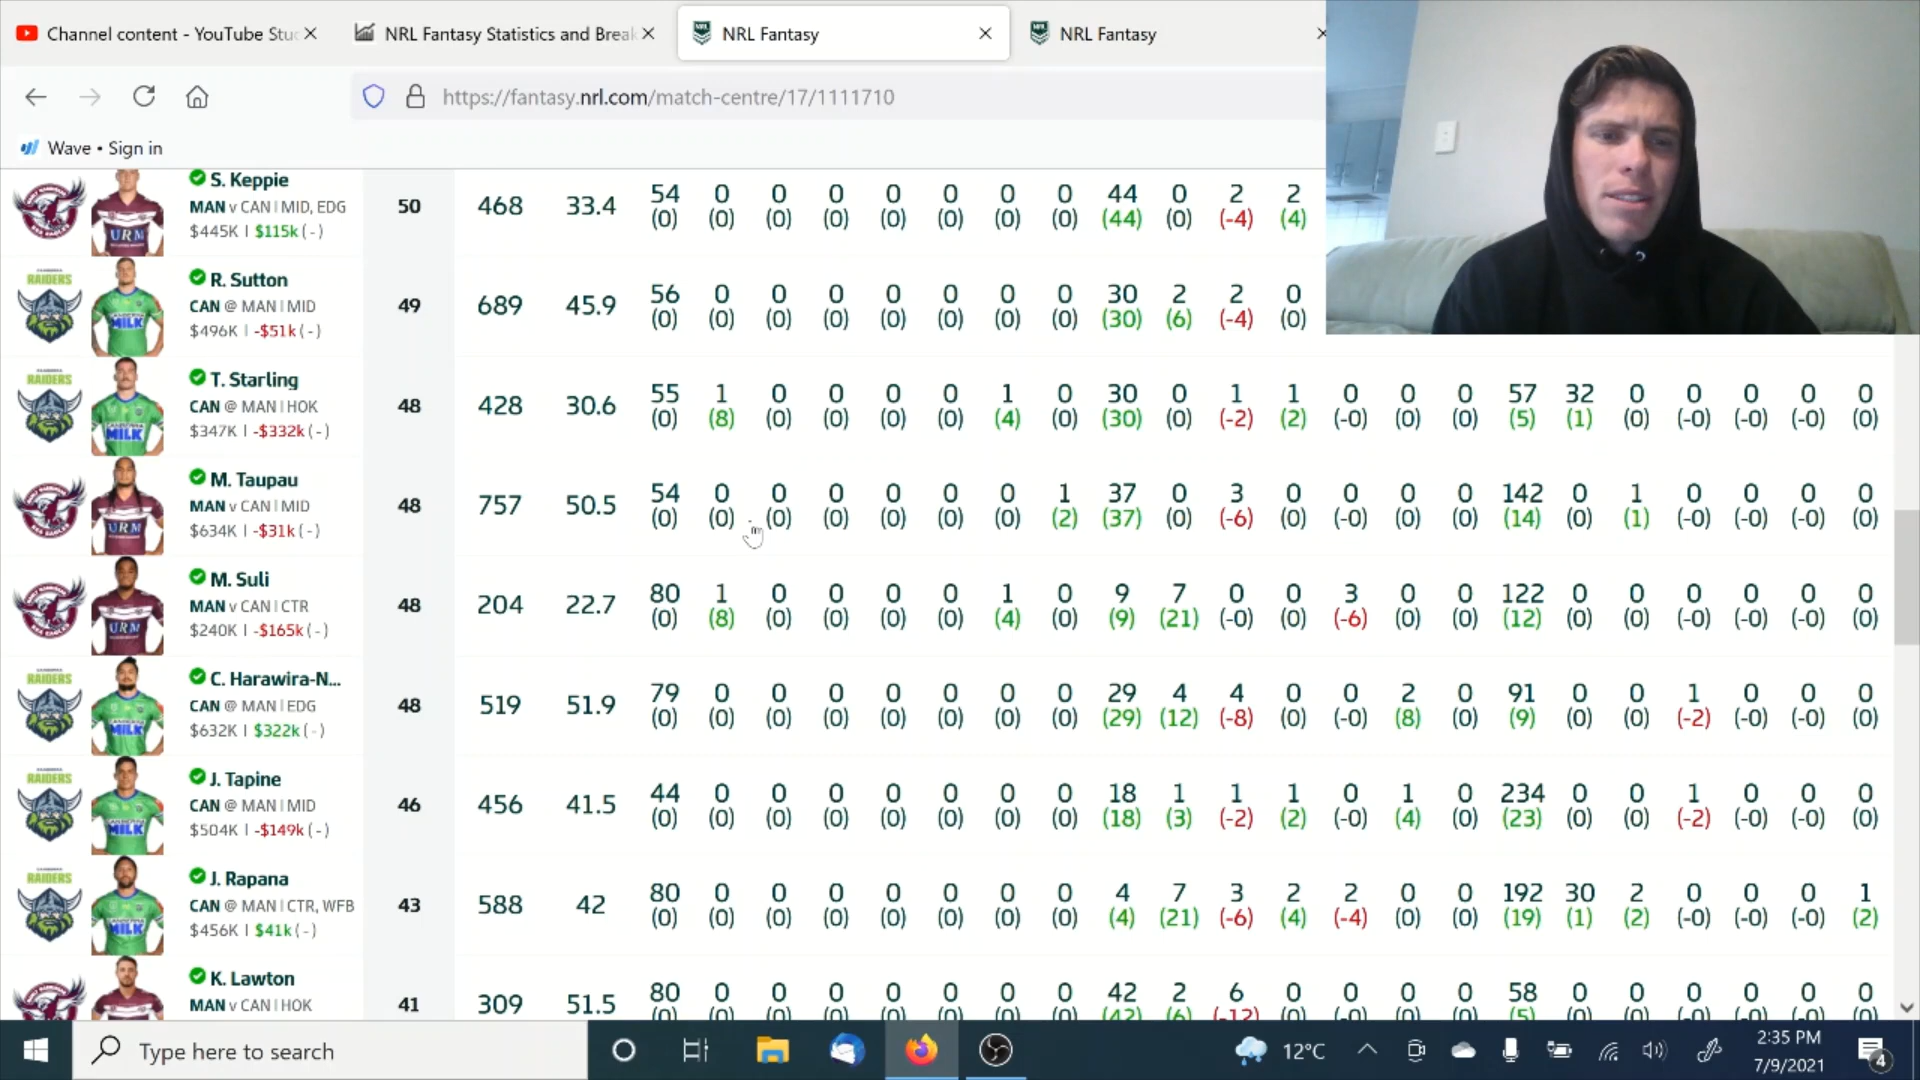 Channel content - YouTube Stu
NRL Fantasy Statistics and Break
NRL Fantasy
NRL Fantasy
https://fantasy.nrl.com/match-centre/17/1111710
Wave • Sign in
S. Keppie
MAN v CAN | MID, EDG
$445K | $115k (-)
50 468 33.4 54 0 0 0 0 0 0 0 44 0 2 2
(0) (0) (0) (0) (0) (0) (0) (0) (44) (0) (-4) (4)
R. Sutton
CAN @ MAN | MID
$496K | -$51k (-)
49 689 45.9 56 0 0 0 0 0 0 0 30 2 2 0
(0) (0) (0) (0) (0) (0) (0) (0) (30) (6) (-4) (0)
T. Starling
CAN @ MAN | HOK
$347K | -$332k (-)
48 428 30.6 55 1 0 0 0 0 1 0 30 0 1 1 0 0 0 57 32 0 0 0 0 0
(0) (8) (0) (0) (0) (0) (4) (0) (30) (0) (-2) (2) (-0) (0) (0) (5) (1) (0) (-0) (-0) (-0) (0)
M. Taupau
MAN v CAN | MID
$634K | -$31k (-)
48 757 50.5 54 0 0 0 0 0 0 1 37 0 3 0 0 0 0 142 0 1 0 0 0 0
(0) (0) (0) (0) (0) (0) (0) (2) (37) (0) (-6) (0) (-0) (0) (0) (14) (0) (1) (-0) (-0) (-0) (0)
M. Suli
MAN v CAN | CTR
$240K | -$165k (-)
48 204 22.7 80 1 0 0 0 0 1 0 9 7 0 0 3 0 0 122 0 0 0 0 0 0
(0) (8) (0) (0) (0) (0) (4) (0) (9) (21) (-0) (0) (-6) (0) (0) (12) (0) (0) (-0) (-0) (-0) (0)
C. Harawira-N...
CAN @ MAN | EDG
$632K | $322k (-)
48 519 51.9 79 0 0 0 0 0 0 0 29 4 4 0 0 2 0 91 0 0 1 0 0 0
(0) (0) (0) (0) (0) (0) (0) (0) (29) (12) (-8) (0) (-0) (8) (0) (9) (0) (0) (-2) (-0) (-0) (0)
J. Tapine
CAN @ MAN | MID
$504K | -$149k (-)
46 456 41.5 44 0 0 0 0 0 0 0 18 1 1 1 0 1 0 234 0 0 1 0 0 0
(0) (0) (0) (0) (0) (0) (0) (0) (18) (3) (-2) (2) (-0) (4) (0) (23) (0) (0) (-2) (-0) (-0) (0)
J. Rapana
CAN @ MAN | CTR, WFB
$456K | $41k (-)
43 588 42 80 0 0 0 0 0 0 0 4 7 3 2 2 0 0 192 30 2 0 0 0 1
(0) (0) (0) (0) (0) (0) (0) (0) (4) (21) (-6) (4) (-4) (0) (0) (19) (1) (2) (-0) (-0) (-0) (2)
K. Lawton
MAN v CAN | HOK
41 309 51.5 80 0 0 0 0 0 0 0 42 2 6 0 0 0 0 58 0 0 0 0 0 0
(0) (0) (0) (0) (0) (0) (0) (0) (42) (6) (-12) (0) (-0) (0) (0) (5) (0) (0) (-0) (-0) (-0) (0)
Type here to search
12°C
2:35 PM
7/9/2021
4